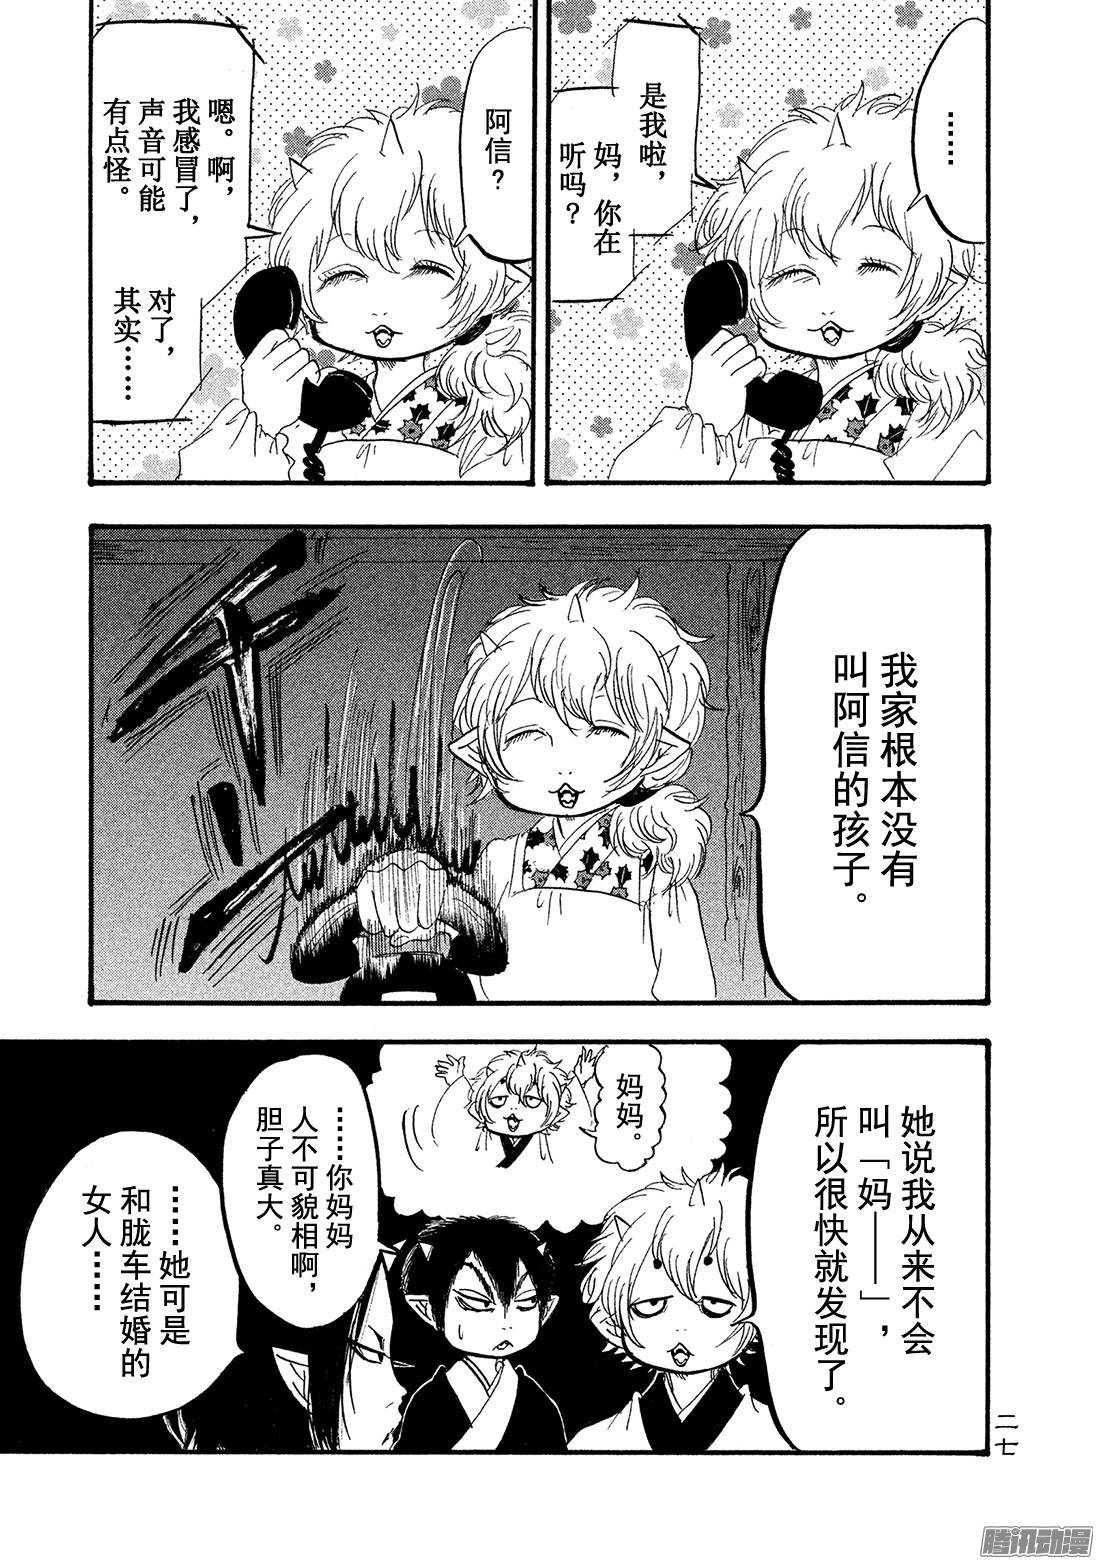 ……
是我啦，
妈，你在
听吗？
阿信？
嗯。啊，
我感冒了，
声音可能
有点怪。
对了，
其实……
我家根本没有
叫阿信的孩子。
她说我从来不会
叫「妈——」，
所以很快就发现了。
妈妈。
……你妈妈
人不可貌相啊，
胆子真大。
……她可是
和胧车结婚的
女人……
二七
腾讯动漫